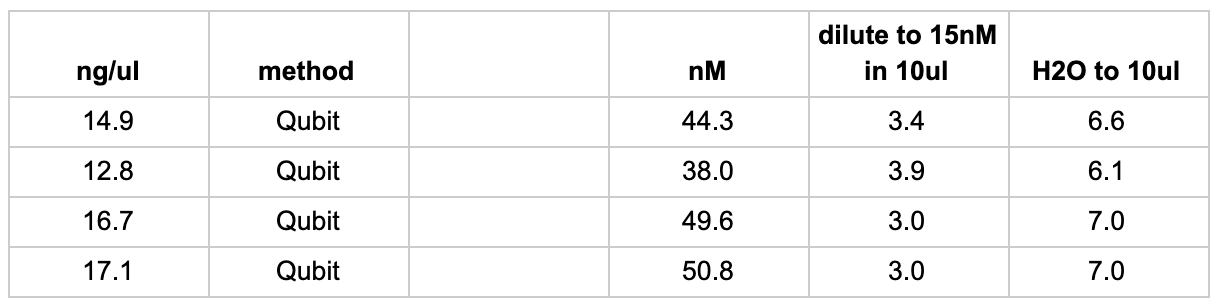 ng/ul method nM dilute to 15nM in 10ul H2O to 10ul
14.9 Qubit 44.3 3.4 6.6
12.8 Qubit 38.0 3.9 6.1
16.7 Qubit 49.6 3.0 7.0
17.1 Qubit 50.8 3.0 7.0